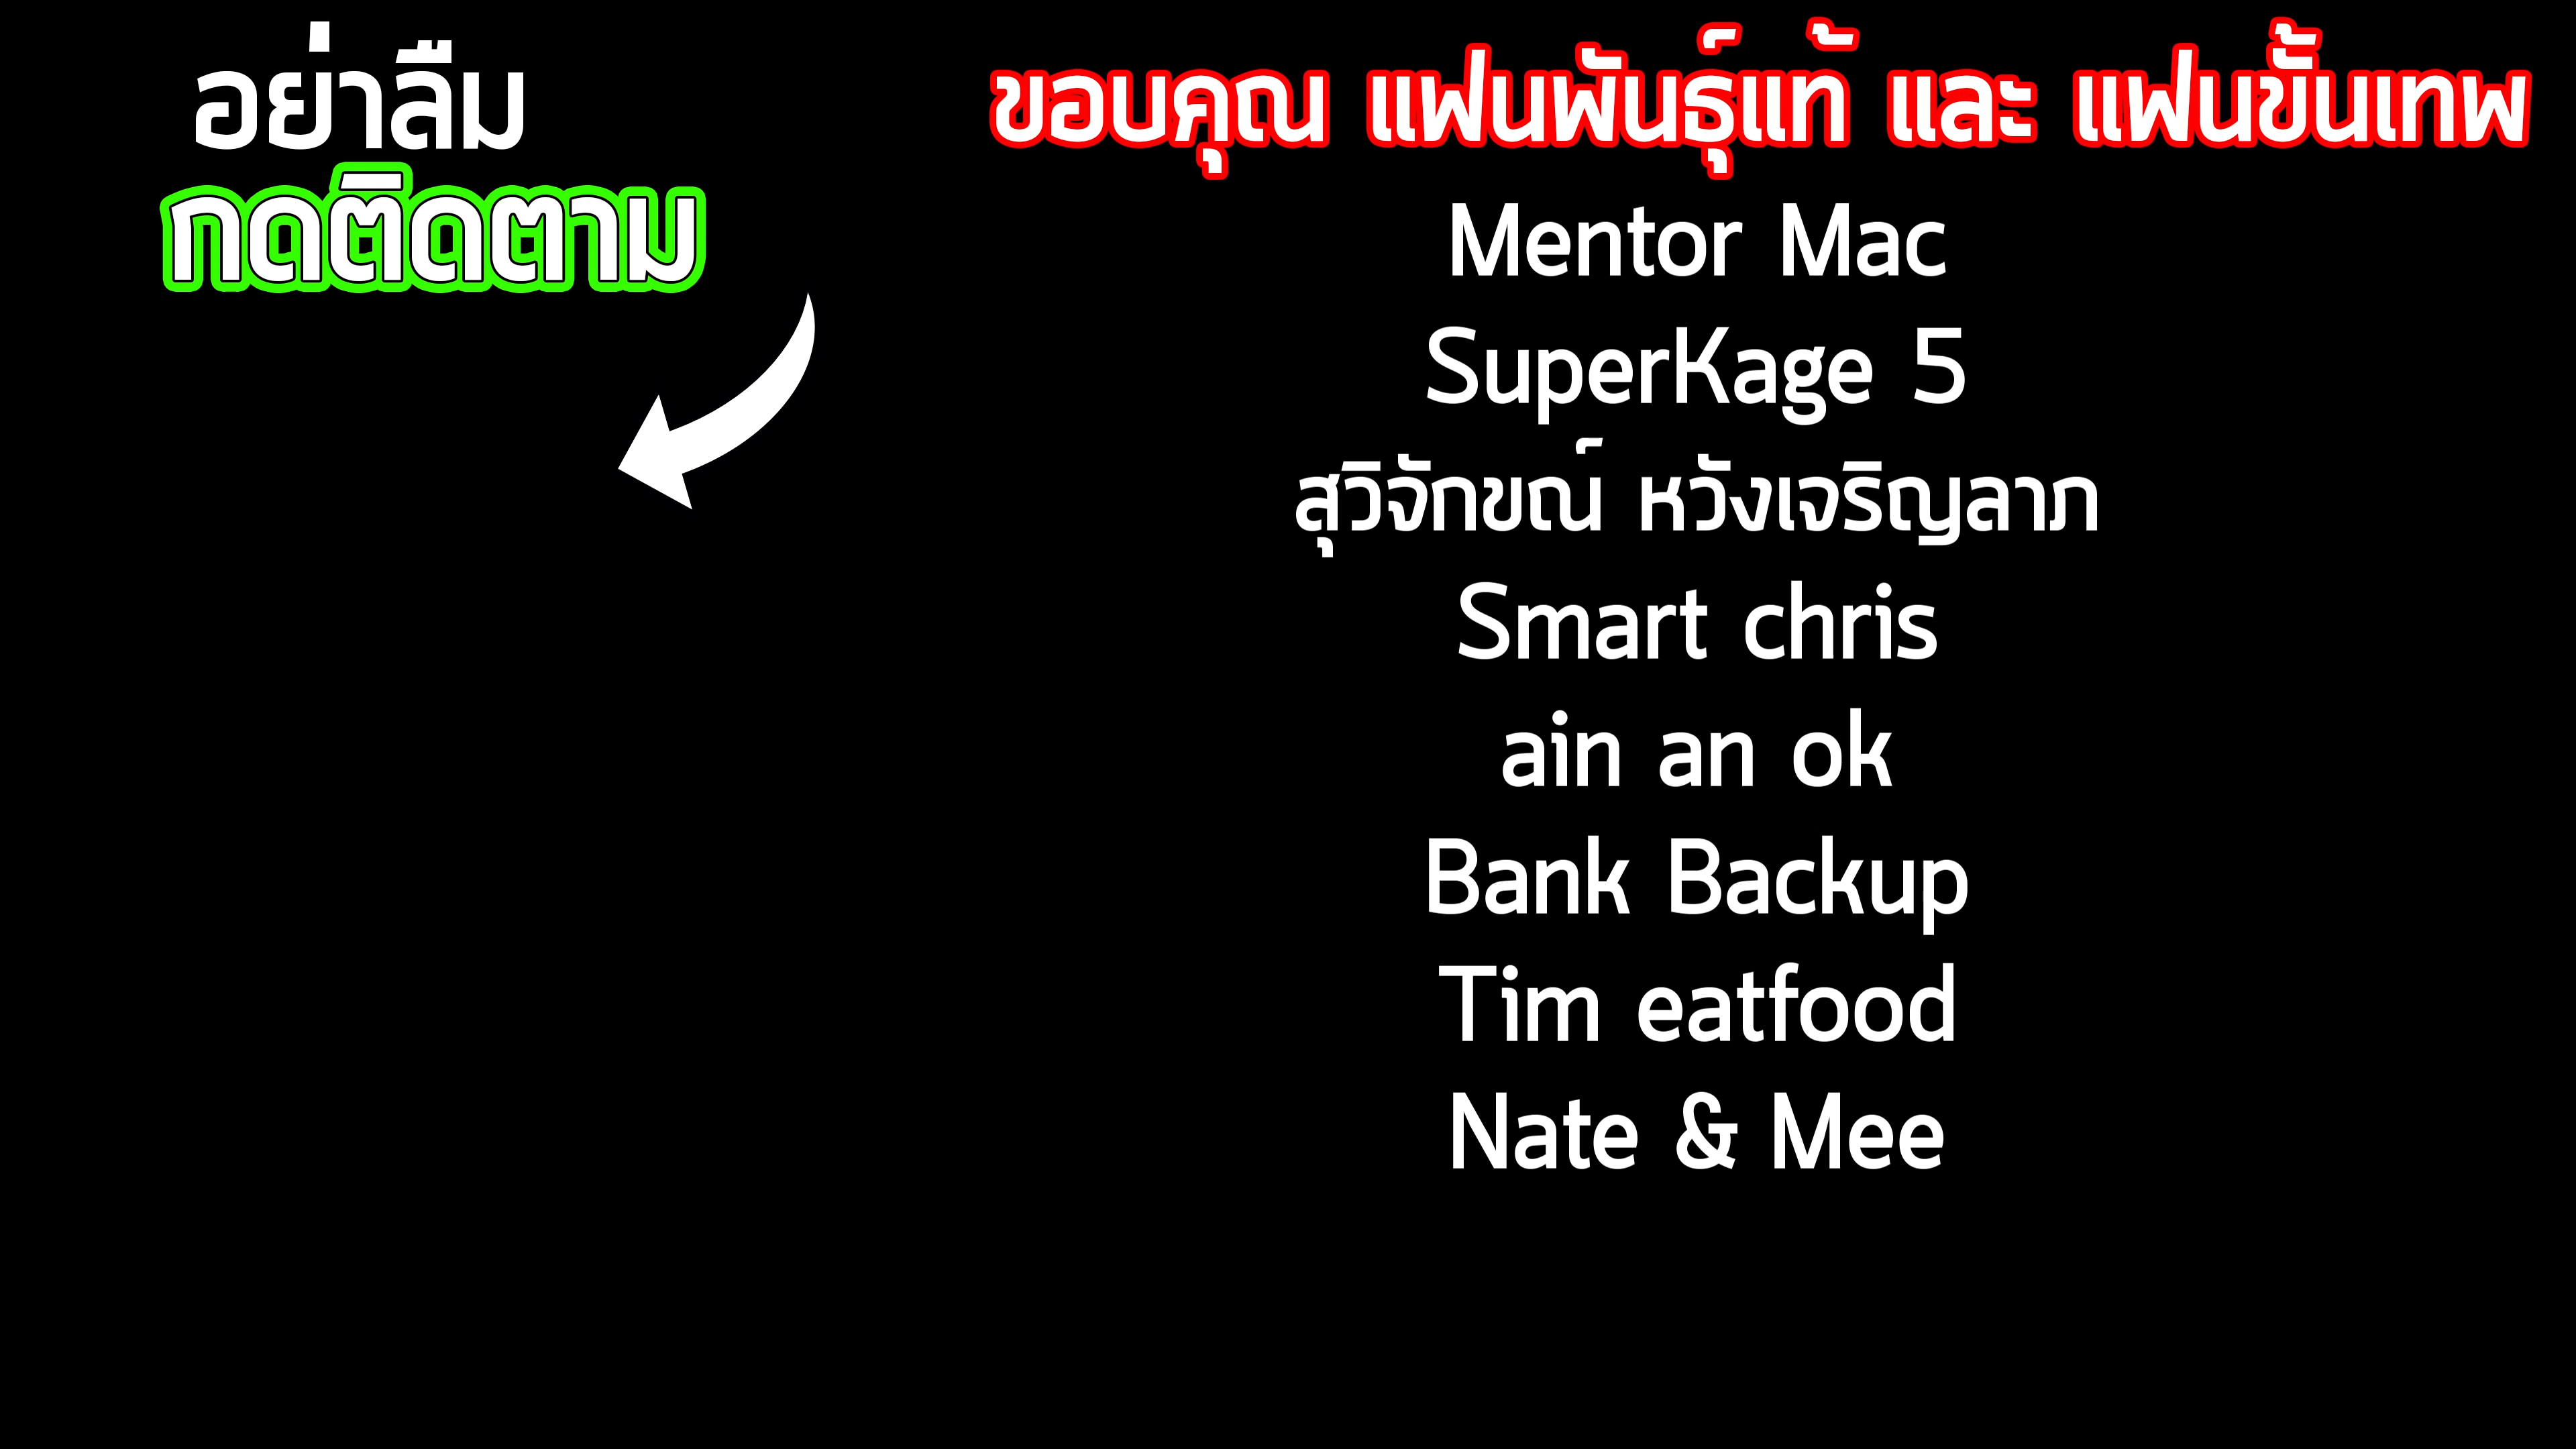 อย่าลืม
กดติดตาม
ขอบคุณ แฟนพันธุ์แท้ และ แฟนขั้นเทพ
Mentor Mac
SuperKage 5
สุวิจักขณ์ หวังเจริญลาภ
Smart chris
ain an ok
Bank Backup
Tim eatfood
Nate & Mee